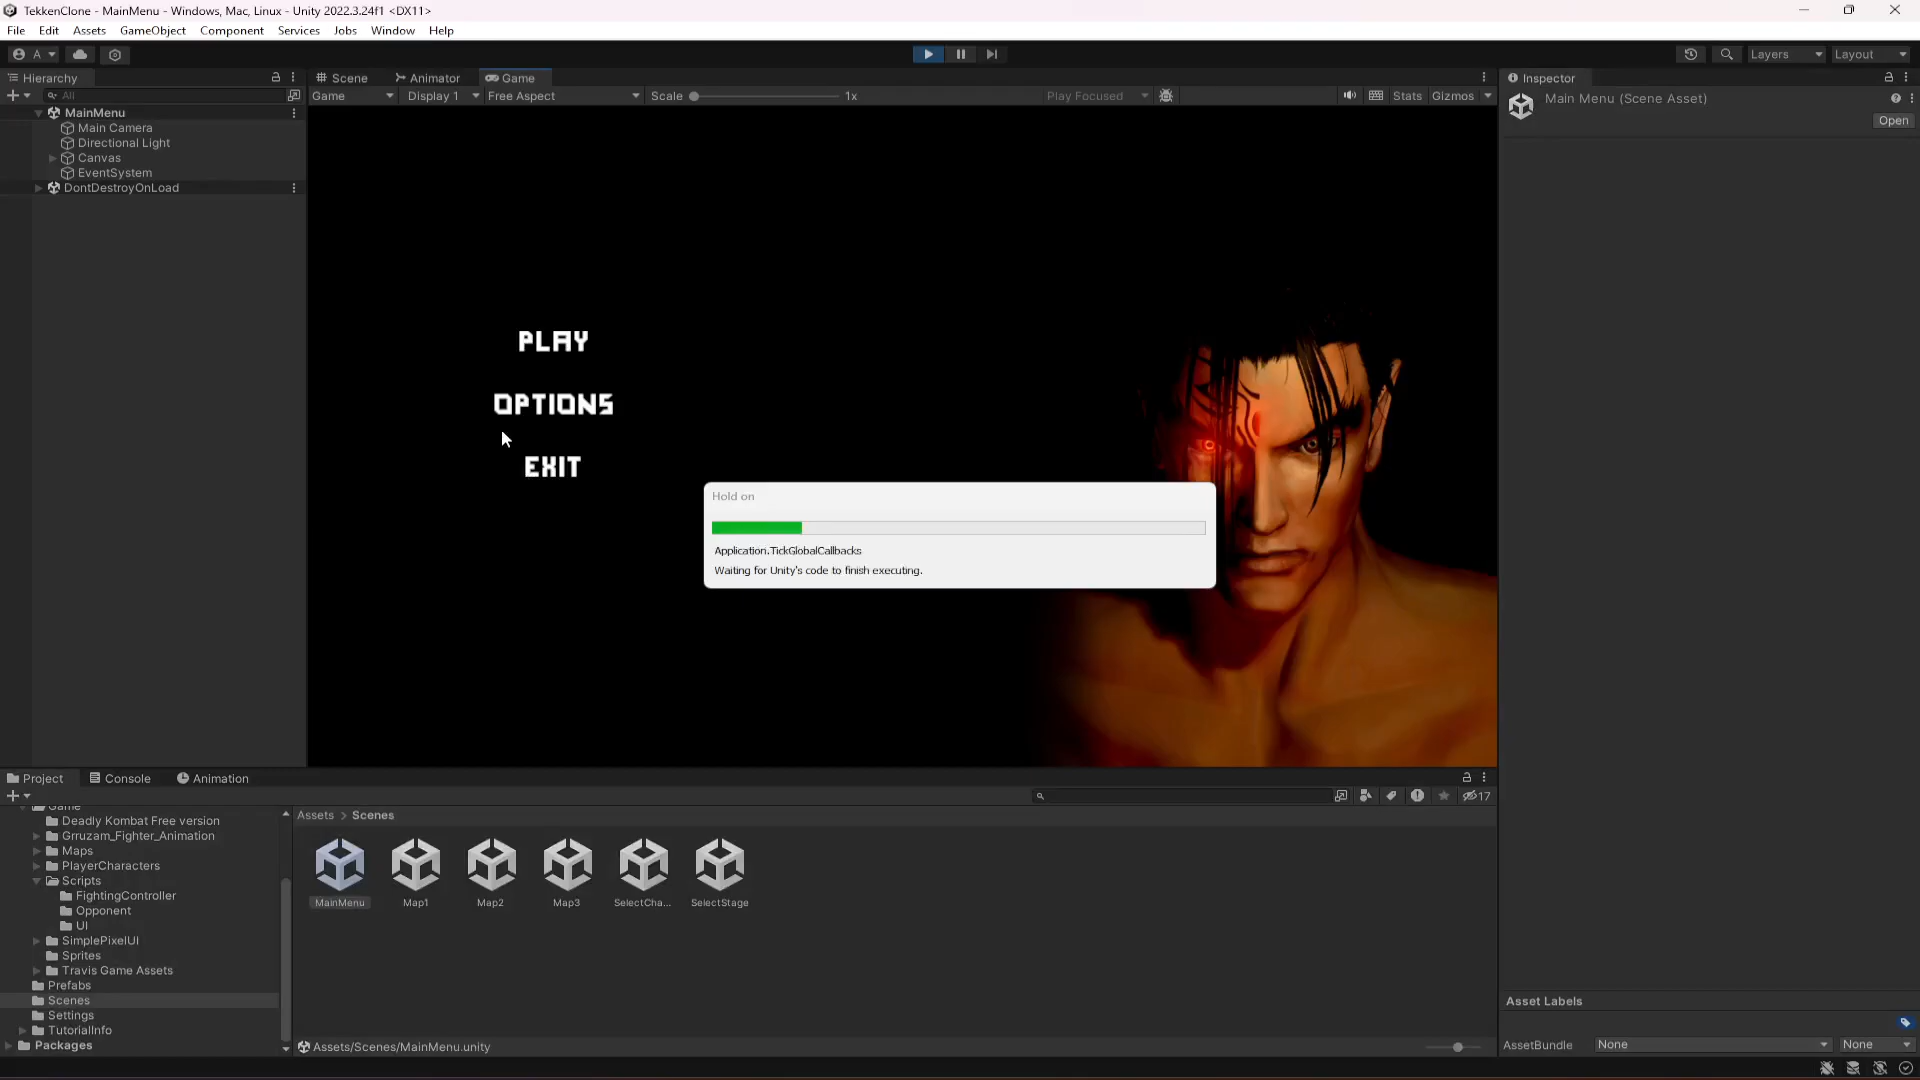 TekkenClone - MainMenu - Windows, Mac, Linux - Unity 2022.3.24f1 <DX11>
File Edit Assets GameObject Component Services Jobs Window Help
A Layers Layout
Hierarchy
All
MainMenu
Main Camera
Directional Light
Canvas
EventSystem
DontDestroyOnLoad
Scene Animator Game
Game Display 1 Free Aspect Scale 1x Play Focused Stats Gizmos
PLAY
OPTIONS
EXIT
Hold on
Application.TickGlobalCallbacks
Waiting for Unity's code to finish executing.
Inspector
Main Menu (Scene Asset)
Open
Project Console Animation
17
Game
Deadly Kombat Free version
Grruzam_Fighter_Animation
Maps
PlayerCharacters
Scripts
FightingController
Opponent
UI
SimplePixelUI
Sprites
Travis Game Assets
Prefabs
Scenes
Settings
TutorialInfo
Packages
Assets > Scenes
MainMenu Map1 Map2 Map3 SelectCha... SelectStage
Assets/Scenes/MainMenu.unity
Asset Labels
AssetBundle None None